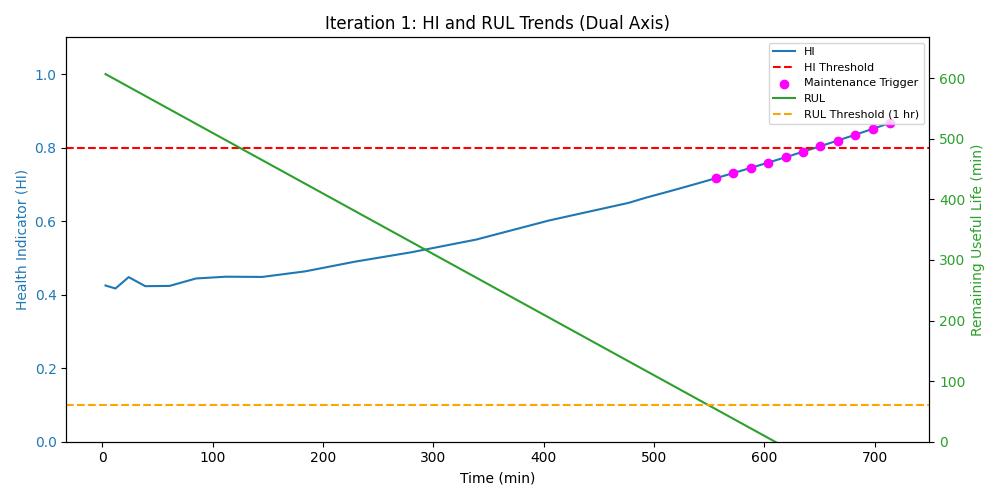 Iteration 1: HI and RUL Trends (Dual Axis)
HI
HI Threshold
Maintenance Trigger
RUL
RUL Threshold (1 hr)
Health Indicator (HI)
1.0
0.8
0.6
0.4
0.2
0.0
600
500
400
300
200
100
0
Remaining Useful Life (min)
0 100 200 300 400 500 600 700
Time (min)